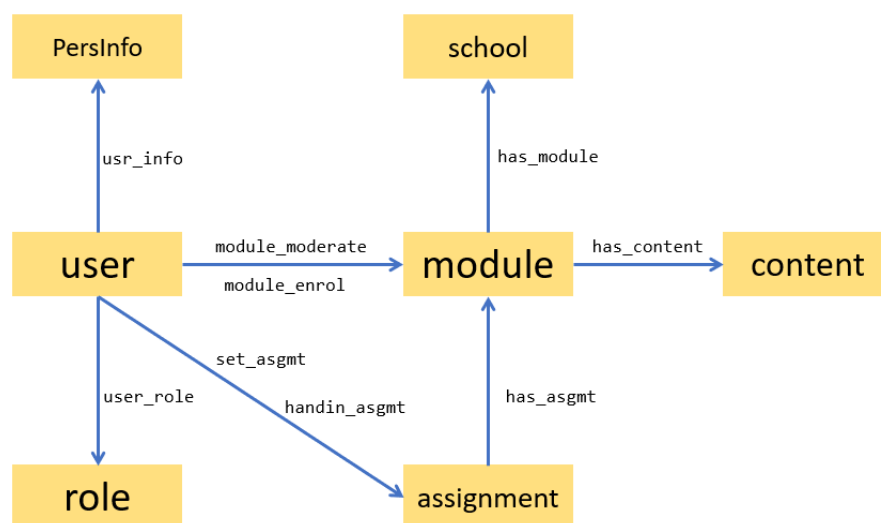 PersInfo
school
usr_info
has_module
user
module_moderate
module_enrol
module
has_content
content
set_asgmt
user_role
handin_asgmt
has_asgmt
role
assignment